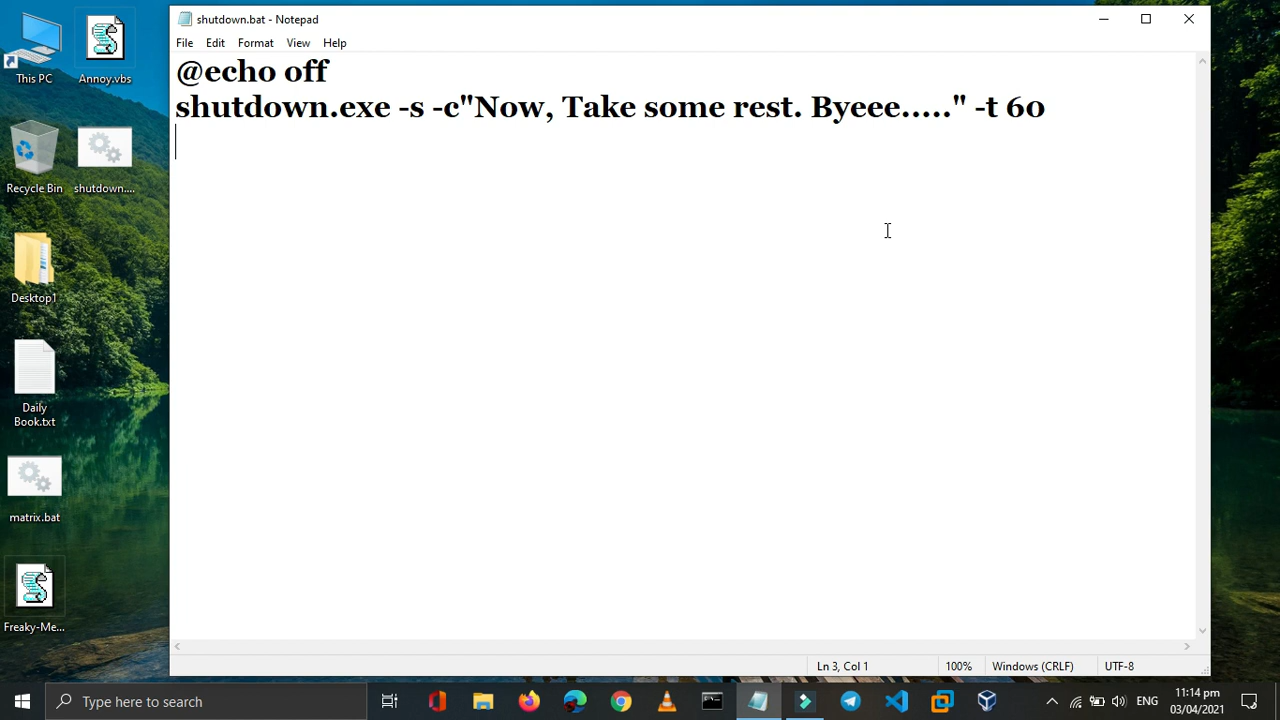 shutdown.bat - Notepad
File Edit Format View Help
@echo off
shutdown.exe -s -c"Now, Take some rest. Byeee....." -t 60
This PC
Annoy.vbs
Recycle Bin
shutdown....
Desktop1
Daily
Book.txt
matrix.bat
Freaky-Me...
Ln 3, Col 1
100%
Windows (CRLF)
UTF-8
Type here to search
ENG
11:14 pm
03/04/2021